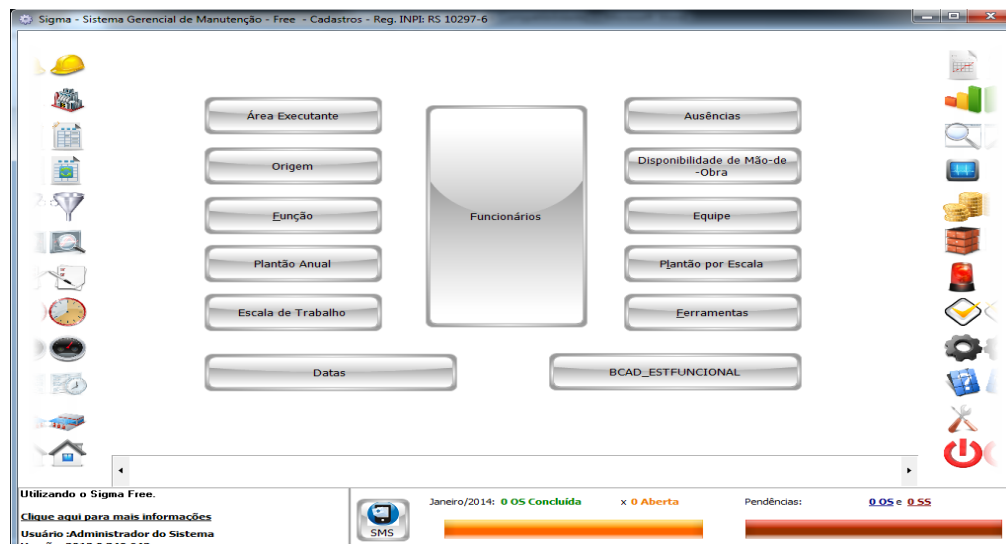 Sigma - Sistema Gerencial de Manutenção - Free - Cadastros - Reg. INPI: RS 10297-6
Área Executante
Origem
Função
Plantão Anual
Escala de Trabalho
Datas
Funcionários
Ausências
Disponibilidade de Mão-de
-Obra
Equipe
Plantão por Escala
Ferramentas
BCAD_ESTFUNCIONAL
Utilizando o Sigma Free.
Clique aqui para mais informações
Usuário :Administrador do Sistema
SMS
Janeiro/2014: 0 OS Concluída x 0 Aberta
Pendências: 0 OS e 0 SS